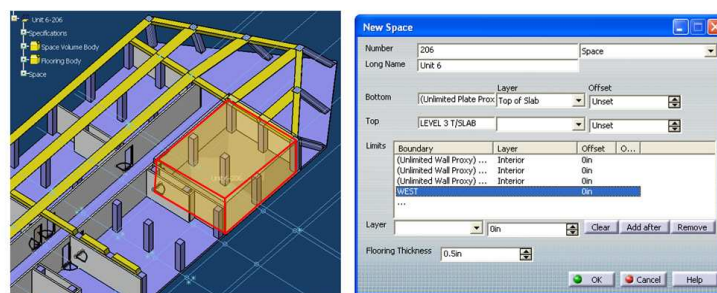 Unit 6-206
Specifications
Space Volume Body
Flooring Body
Space
New Space
Number 206 Space
Long Name Unit 6
Layer Offset
Bottom (Unlimited Plate Prox Top of Slab Unset
Top LEVEL 3 T/SLAB Unset
Limits Boundary Layer Offset O...
(Unlimited Wall Proxy) ... Interior 0in
(Unlimited Wall Proxy) ... Interior 0in
(Unlimited Wall Proxy) ... Interior 0in
WEST 0in
...
Layer 0in Clear Add after Remove
Flooring Thickness 0.5in
OK Cancel Help